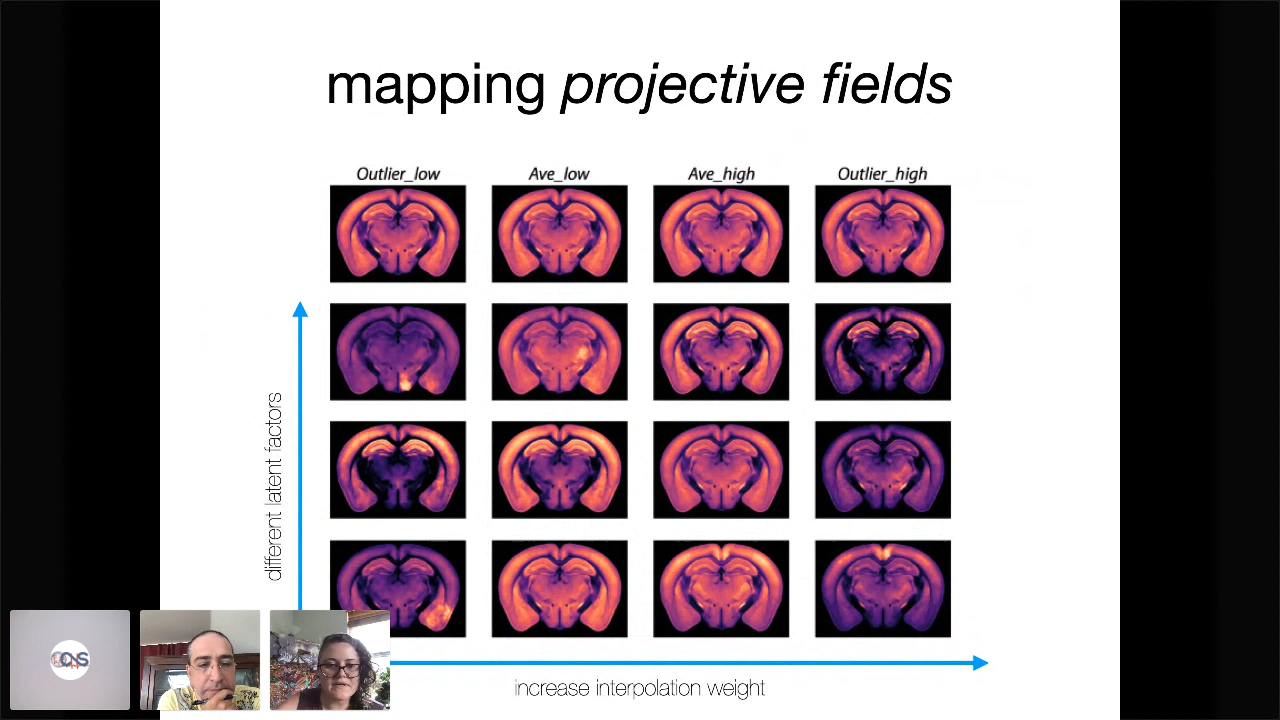 mapping projective fields
Outlier_low Ave_low Ave_high Outlier_high
different latent factors
increase interpolation weight